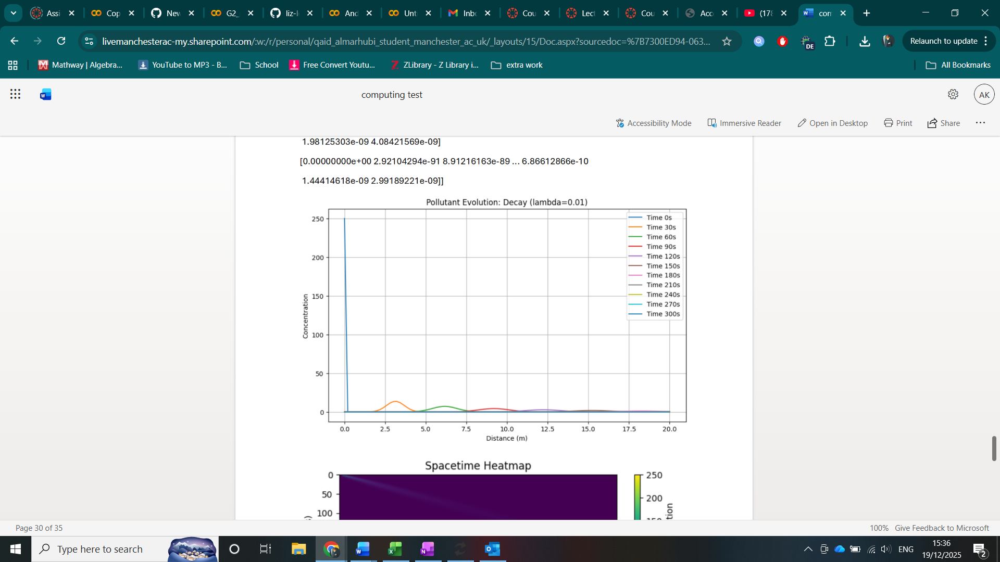 Assi
Cop
New
G2_
liz-l
And
Unt
Inbo
Cou
Lect
Cou
Acc
(178
con
livemanchesterac-my.sharepoint.com/:w:/r/personal/qaid_almarhubi_student_manchester_ac_uk/_layouts/15/Doc.aspx?sourcedoc=%7B7300ED94-063...
DE
Relaunch to update
Mathway | Algebra...
YouTube to MP3 - B...
School
Free Convert Youtu...
ZLibrary - Z Library i...
extra work
All Bookmarks
computing test
AK
Accessibility Mode
Immersive Reader
Open in Desktop
Print
Share
1.98125303e-09 4.08421569e-09]
[0.00000000e+00 2.92104294e-91 8.91216163e-89 ... 6.86612866e-10
1.44414618e-09 2.99189221e-09]]
Pollutant Evolution: Decay (lambda=0.01)
250
200
150
100
50
0
Concentration
0.0 2.5 5.0 7.5 10.0 12.5 15.0 17.5 20.0
Distance (m)
Time 0s
Time 30s
Time 60s
Time 90s
Time 120s
Time 150s
Time 180s
Time 210s
Time 240s
Time 270s
Time 300s
Spacetime Heatmap
0
50
100
250
200
Page 30 of 35
100%
Give Feedback to Microsoft
Type here to search
ENG
15:36
19/12/2025
2